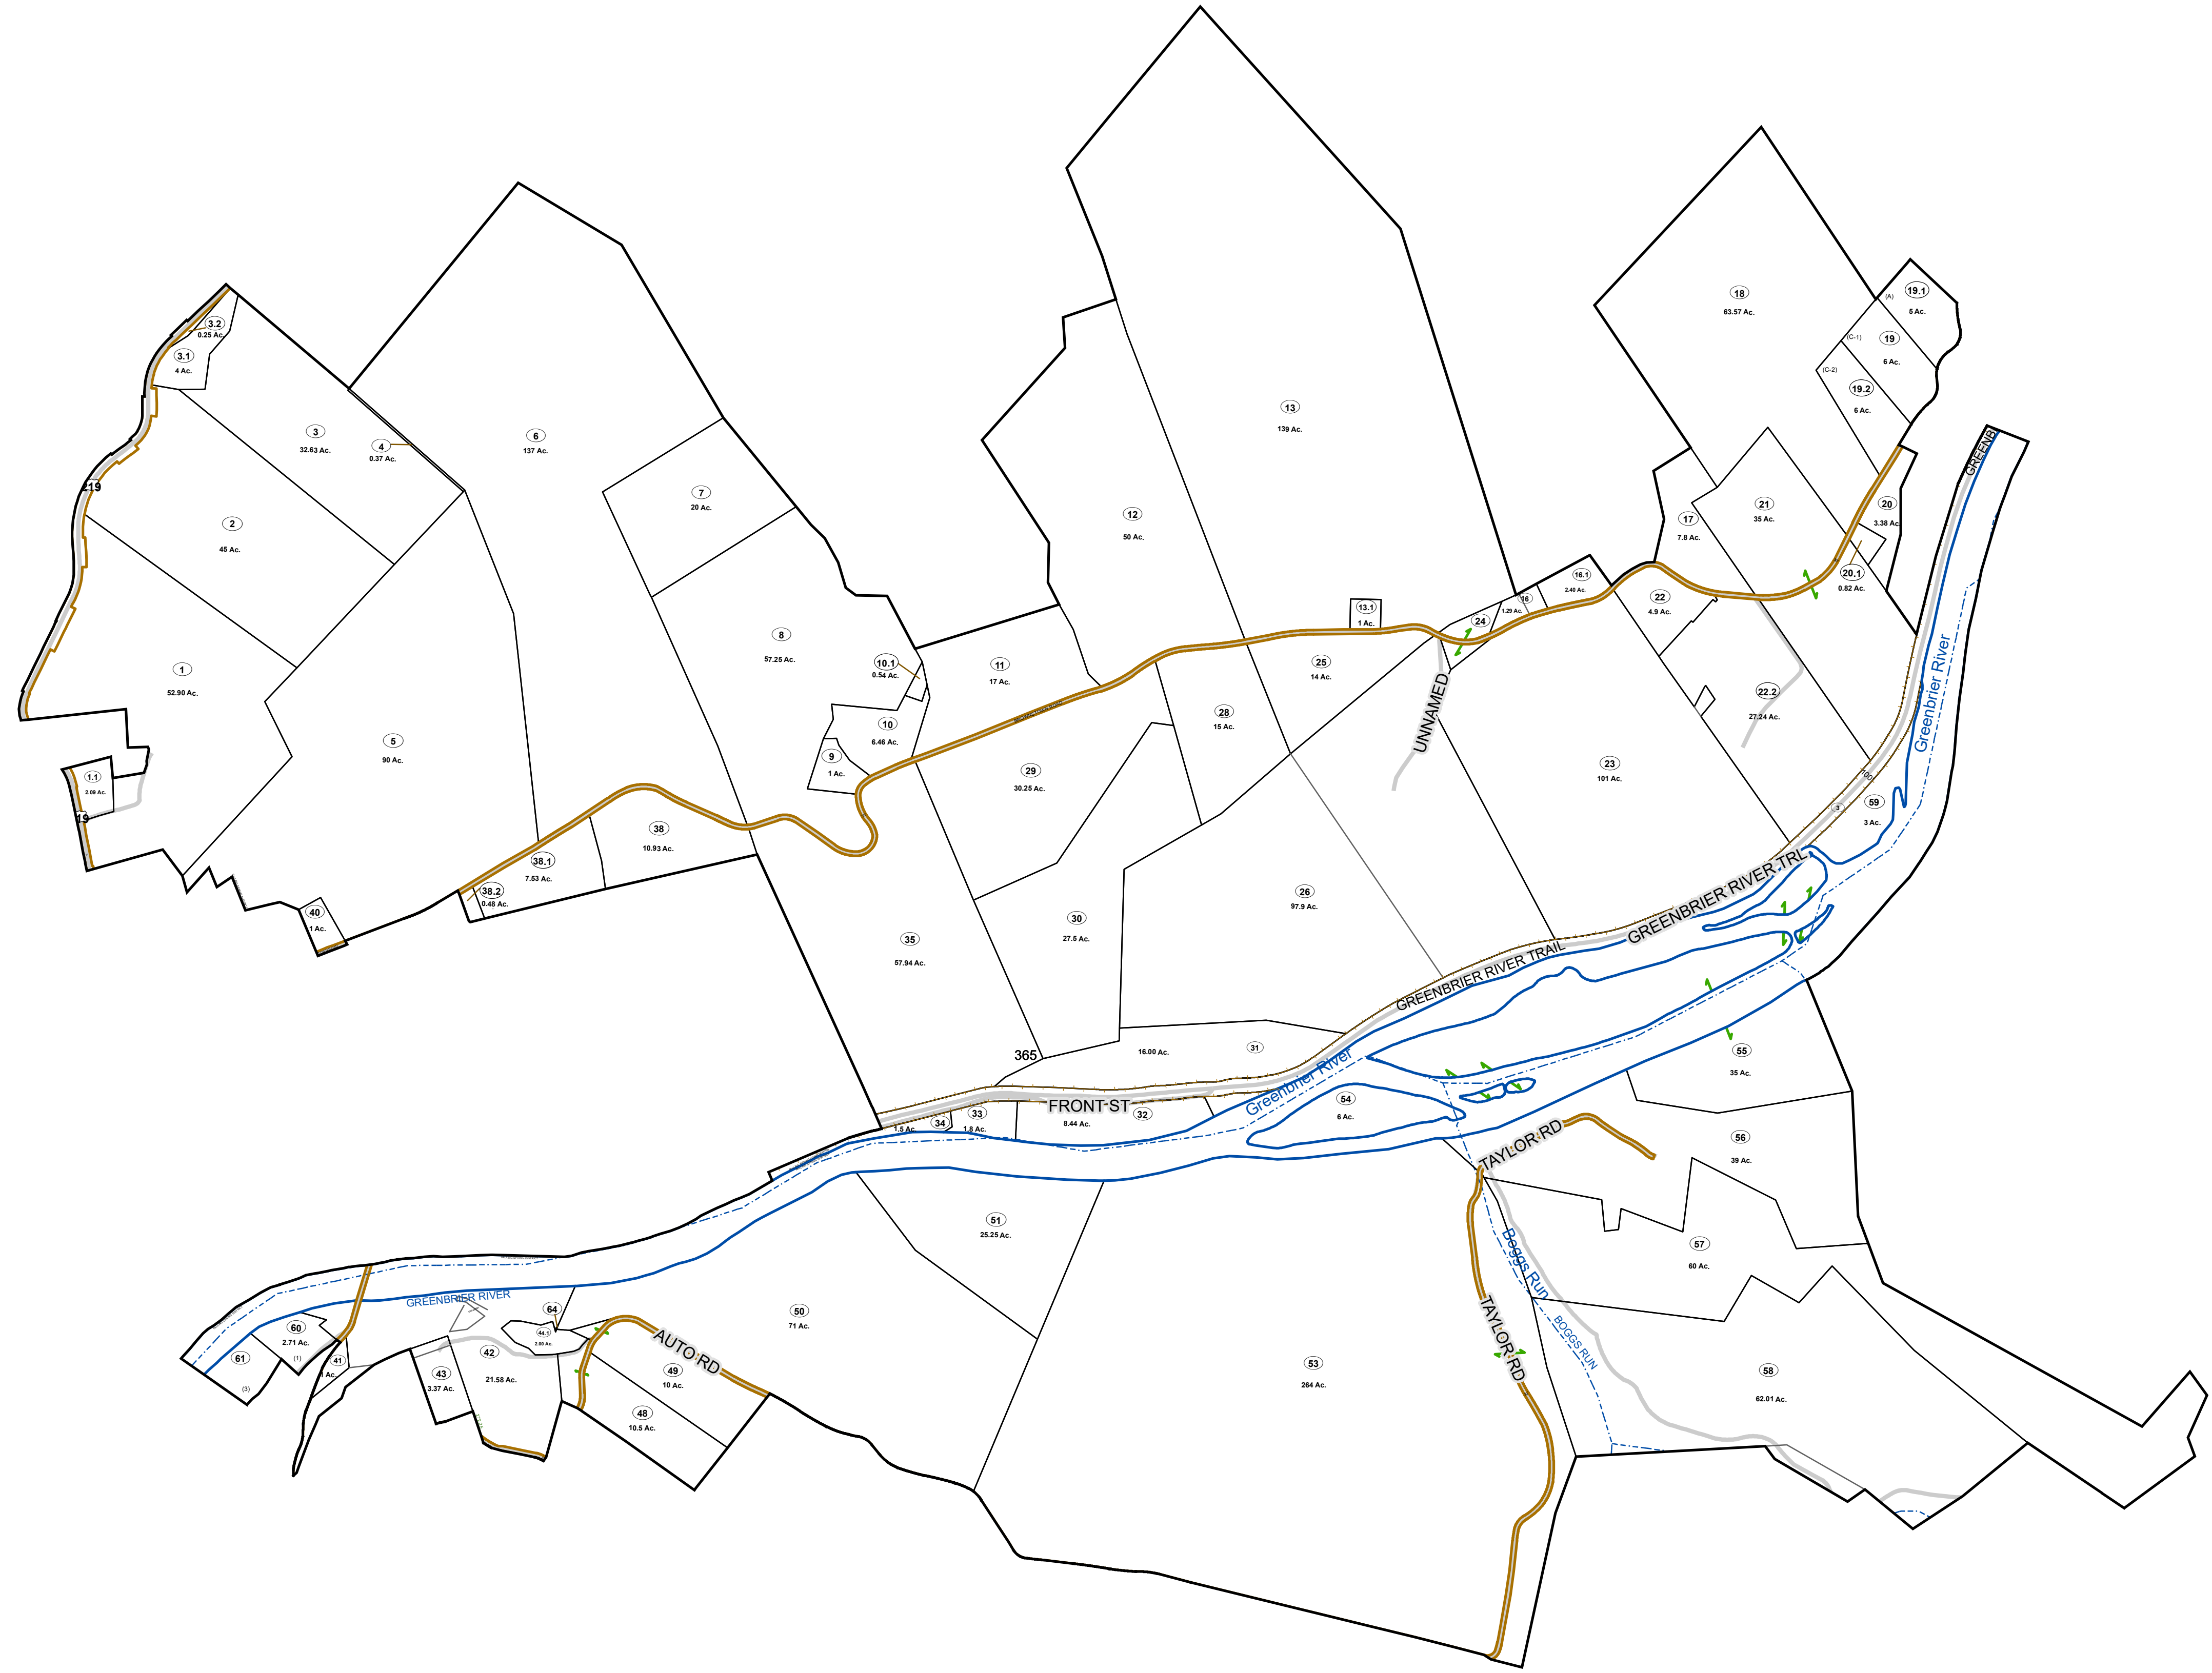 18
63.57 Ac.
(A)
19.1
5 Ac.
(C-1)
19
6 Ac.
(C-2)
19.2
6 Ac.
3.2
0.25 Ac.
3.1
4 Ac.
3
32.63 Ac.
4
0.37 Ac.
6
137 Ac.
13
139 Ac.
219
7
20 Ac.
12
50 Ac.
17
7.8 Ac.
21
35 Ac.
20
3.38 Ac.
20.1
0.82 Ac.
GREENB
2
45 Ac.
16.1
2.40 Ac.
16
1.29 Ac.
24
13.1
1 Ac.
22
4.9 Ac.
8
57.25 Ac.
10.1
0.54 Ac.
11
17 Ac.
25
14 Ac.
1
52.90 Ac.
22.2
27.24 Ac.
Greenbrier River
28
15 Ac.
UNNAMED
10
6.46 Ac.
5
90 Ac.
9
1 Ac.
29
30.25 Ac.
23
101 Ac.
100
3
59
3 Ac.
1.1
2.09 Ac.
19
38
10.93 Ac.
38.1
7.53 Ac.
38.2
0.48 Ac.
26
97.9 Ac.
GREENBRIER RIVER TRL
40
1 Ac.
30
27.5 Ac.
35
57.94 Ac.
GREENBRIER RIVER TRAIL
365
16.00 Ac.
31
Greenbrier River
55
35 Ac.
FRONT ST
54
6 Ac.
34
1.5 Ac.
33
1.8 Ac.
32
8.44 Ac.
TAYLOR RD
56
39 Ac.
51
25.25 Ac.
57
60 Ac.
Boggs Run
GREENBRIER RIVER
64
50
71 Ac.
TAYLOR RD
BOGGS RUN
60
2.71 Ac.
(1)
61
(3)
41
1 Ac.
44.1
2.00 Ac.
42
21.58 Ac.
43
3.37 Ac.
AUTO RD
49
10 Ac.
53
264 Ac.
58
62.01 Ac.
48
10.5 Ac.